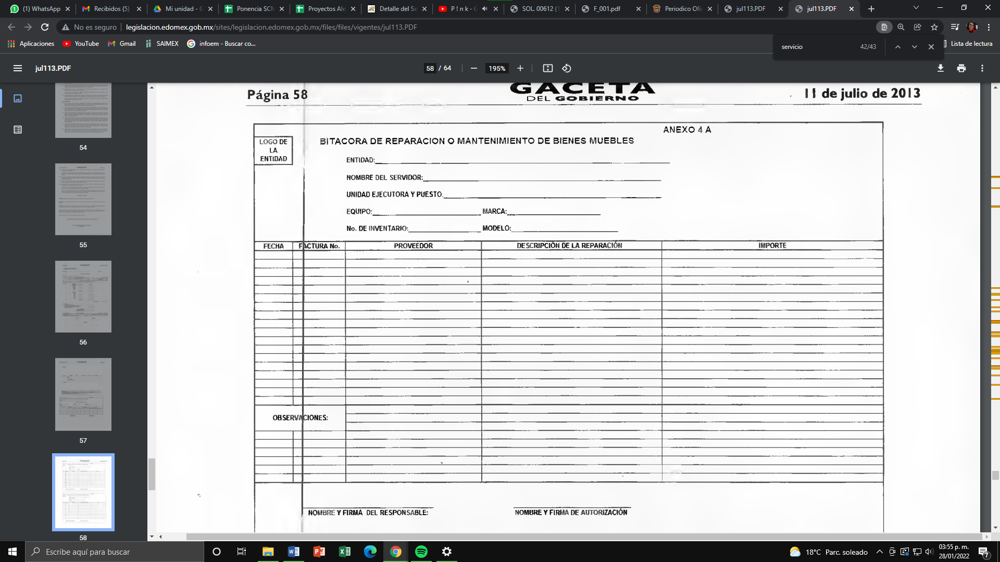 (1) WhatsApp
Recibidos (5)
Mi unidad - G
Ponencia SCM
Proyectos Ale
Detalle del Se
P ! n k - G
SOL. 00612 (1
F_001.pdf
Periodico Ofic
jul113.PDF
jul113.PDF
No es seguro
legislacion.edomex.gob.mx/sites/legislacion.edomex.gob.mx/files/files/vigentes/jul113.PDF
Aplicaciones
YouTube
Gmail
SAIMEX
infoem - Buscar co...
servicio
42/43
Lista de lectura
jul113.PDF
58 / 64
195%
54
55
56
57
58
Página 58
GACETA
DEL GOBIERNO
11 de julio de 2013
ANEXO 4 A
LOGO DE
LA
ENTIDAD
BITACORA DE REPARACION O MANTENIMIENTO DE BIENES MUEBLES
ENTIDAD:
NOMBRE DEL SERVIDOR:
UNIDAD EJECUTORA Y PUESTO.
EQUIPO: MARCA:
No. DE INVENTARIO: MODELO:
FECHA FACTURA No. PROVEEDOR DESCRIPCIÓN DE LA REPARACIÓN IMPORTE
OBSERVACIONES:
NOMBRE Y FIRMA DEL RESPONSABLE:
NOMBRE Y FIRMA DE AUTORIZACIÓN
Escribe aquí para buscar
18°C Parc. soleado
03:55 p. m.
28/01/2022
7